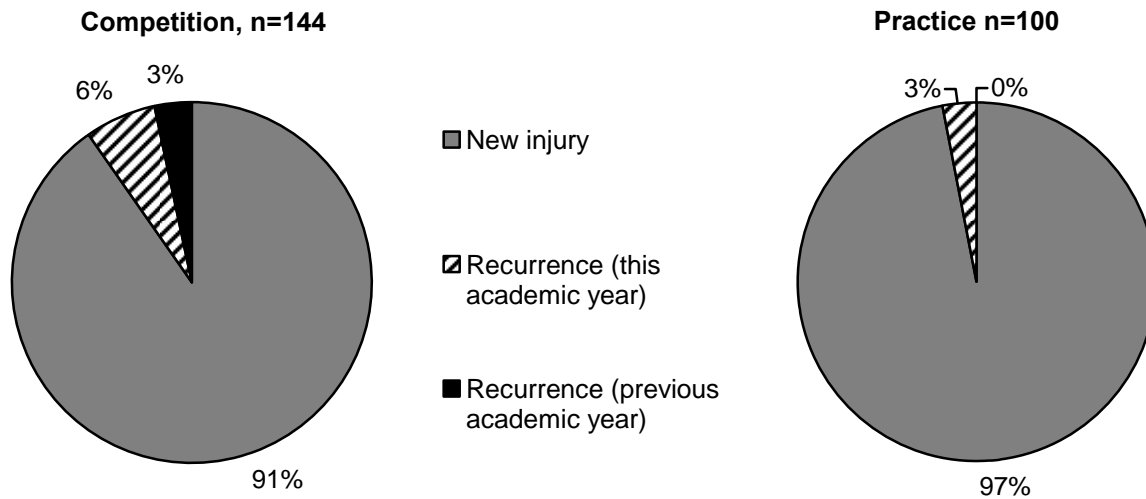 Competition, n=144
Practice n=100
6%
3%
3%
0%
New injury
Recurrence (this
academic year)
Recurrence (previous
academic year)
91%
97%